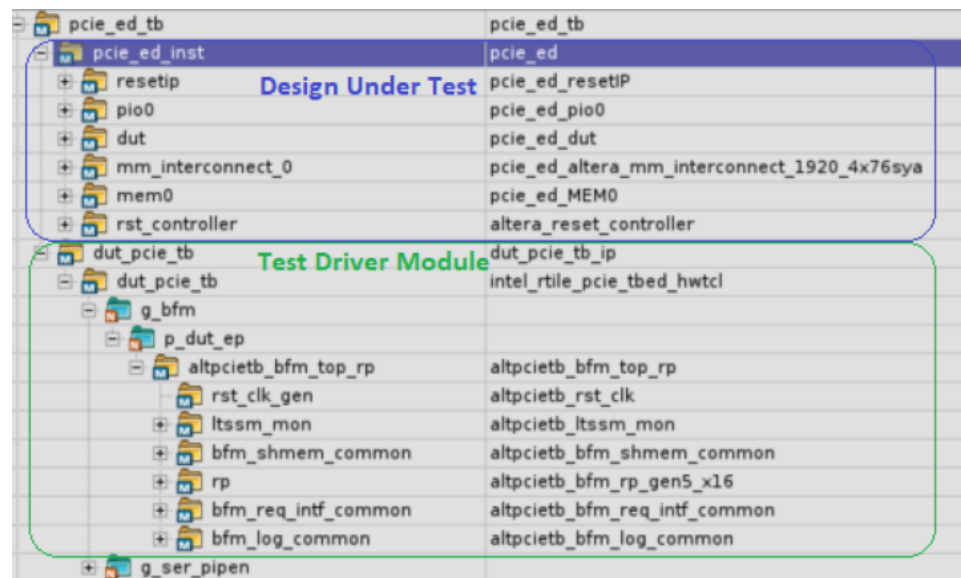 pcie_ed_tb pcie_ed_tb
pcie_ed_inst pcie_ed
resetip Design Under Test pcie_ed_resetIP
pio0 pcie_ed_pio0
dut pcie_ed_dut
mm_interconnect_0 pcie_ed_altera_mm_interconnect_1920_4x76sya
mem0 pcie_ed_MEM0
rst_controller altera_reset_controller
dut_pcie_tb Test Driver Module dut_pcie_tb_ip
dut_pcie_tb intel_rtile_pcie_tbed_hwtcl
g_bfm
p_dut_ep
altpcietb_bfm_top_rp altpcietb_bfm_top_rp
rst_clk_gen altpcietb_rst_clk
ltssm_mon altpcietb_ltssm_mon
bfm_shmem_common altpcietb_bfm_shmem_common
rp altpcietb_bfm_rp_gen5_x16
bfm_req_intf_common altpcietb_bfm_req_intf_common
bfm_log_common altpcietb_bfm_log_common
g_ser_pipen